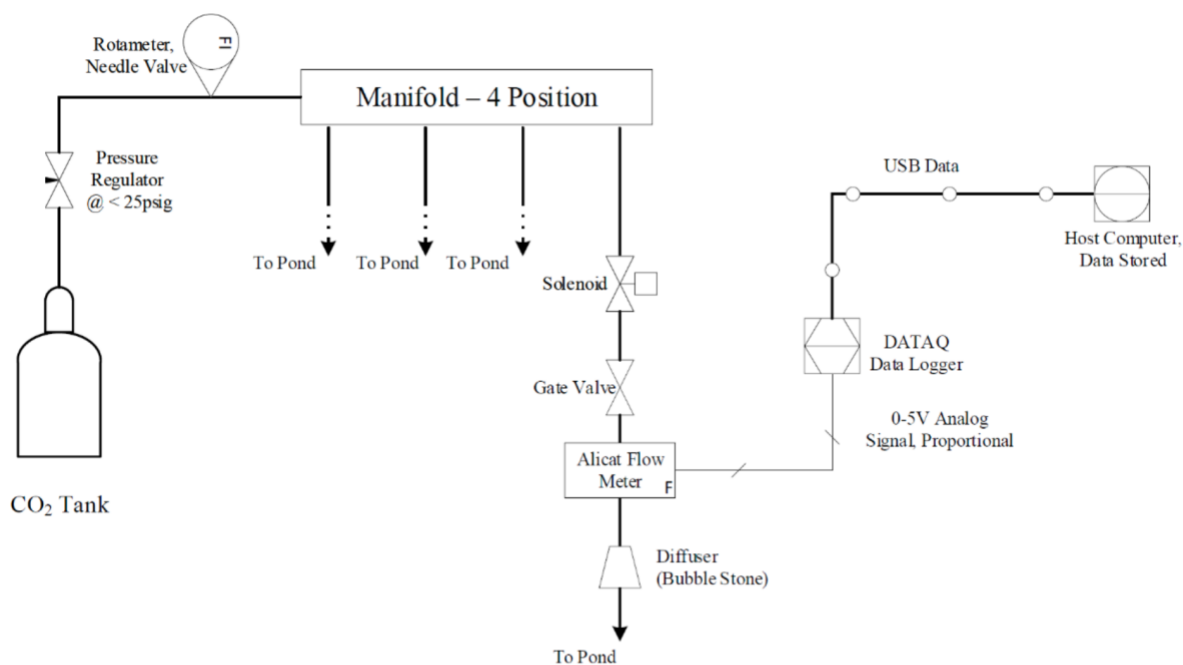 Rotameter,
Needle Valve
FI
Manifold – 4 Position
Pressure
Regulator
@ < 25psig
To Pond
To Pond
To Pond
USB Data
Host Computer,
Data Stored
Solenoid
DATAQ
Data Logger
Gate Valve
0-5V Analog
Signal, Proportional
Alicat Flow
Meter
F
CO₂ Tank
Diffuser
(Bubble Stone)
To Pond